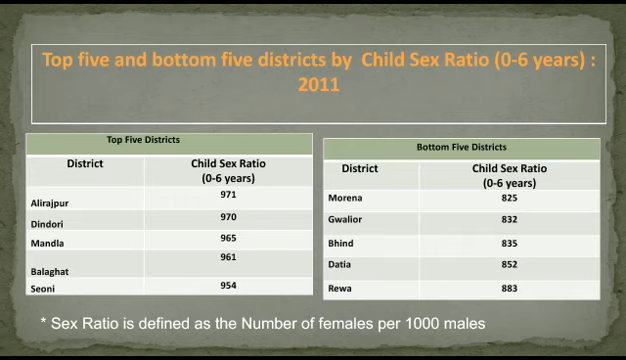 Top five and bottom five districts by Child Sex Ratio (0-6 years) :
2011
Top Five Districts
District Child Sex Ratio
(0-6 years)
Alirajpur 971
Dindori 970
Mandla 965
Balaghat 961
Seoni 954
Bottom Five Districts
District Child Sex Ratio
(0-6 years)
Morena 825
Gwalior 832
Bhind 835
Datia 852
Rewa 883
* Sex Ratio is defined as the Number of females per 1000 males